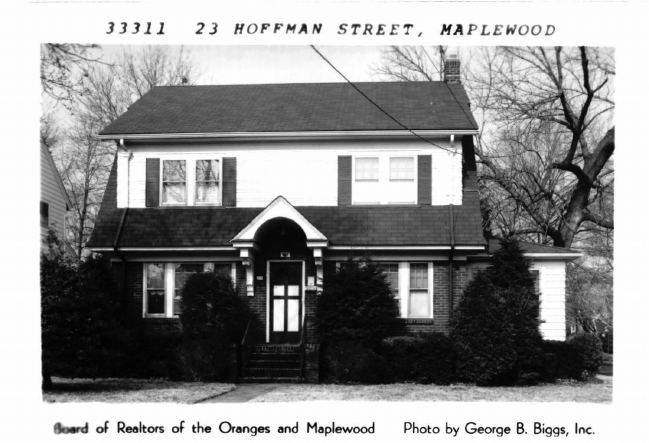 33311 23 HOFFMAN STREET, MAPLEWOOD
Board of Realtors of the Oranges and Maplewood Photo by George B. Biggs, Inc.